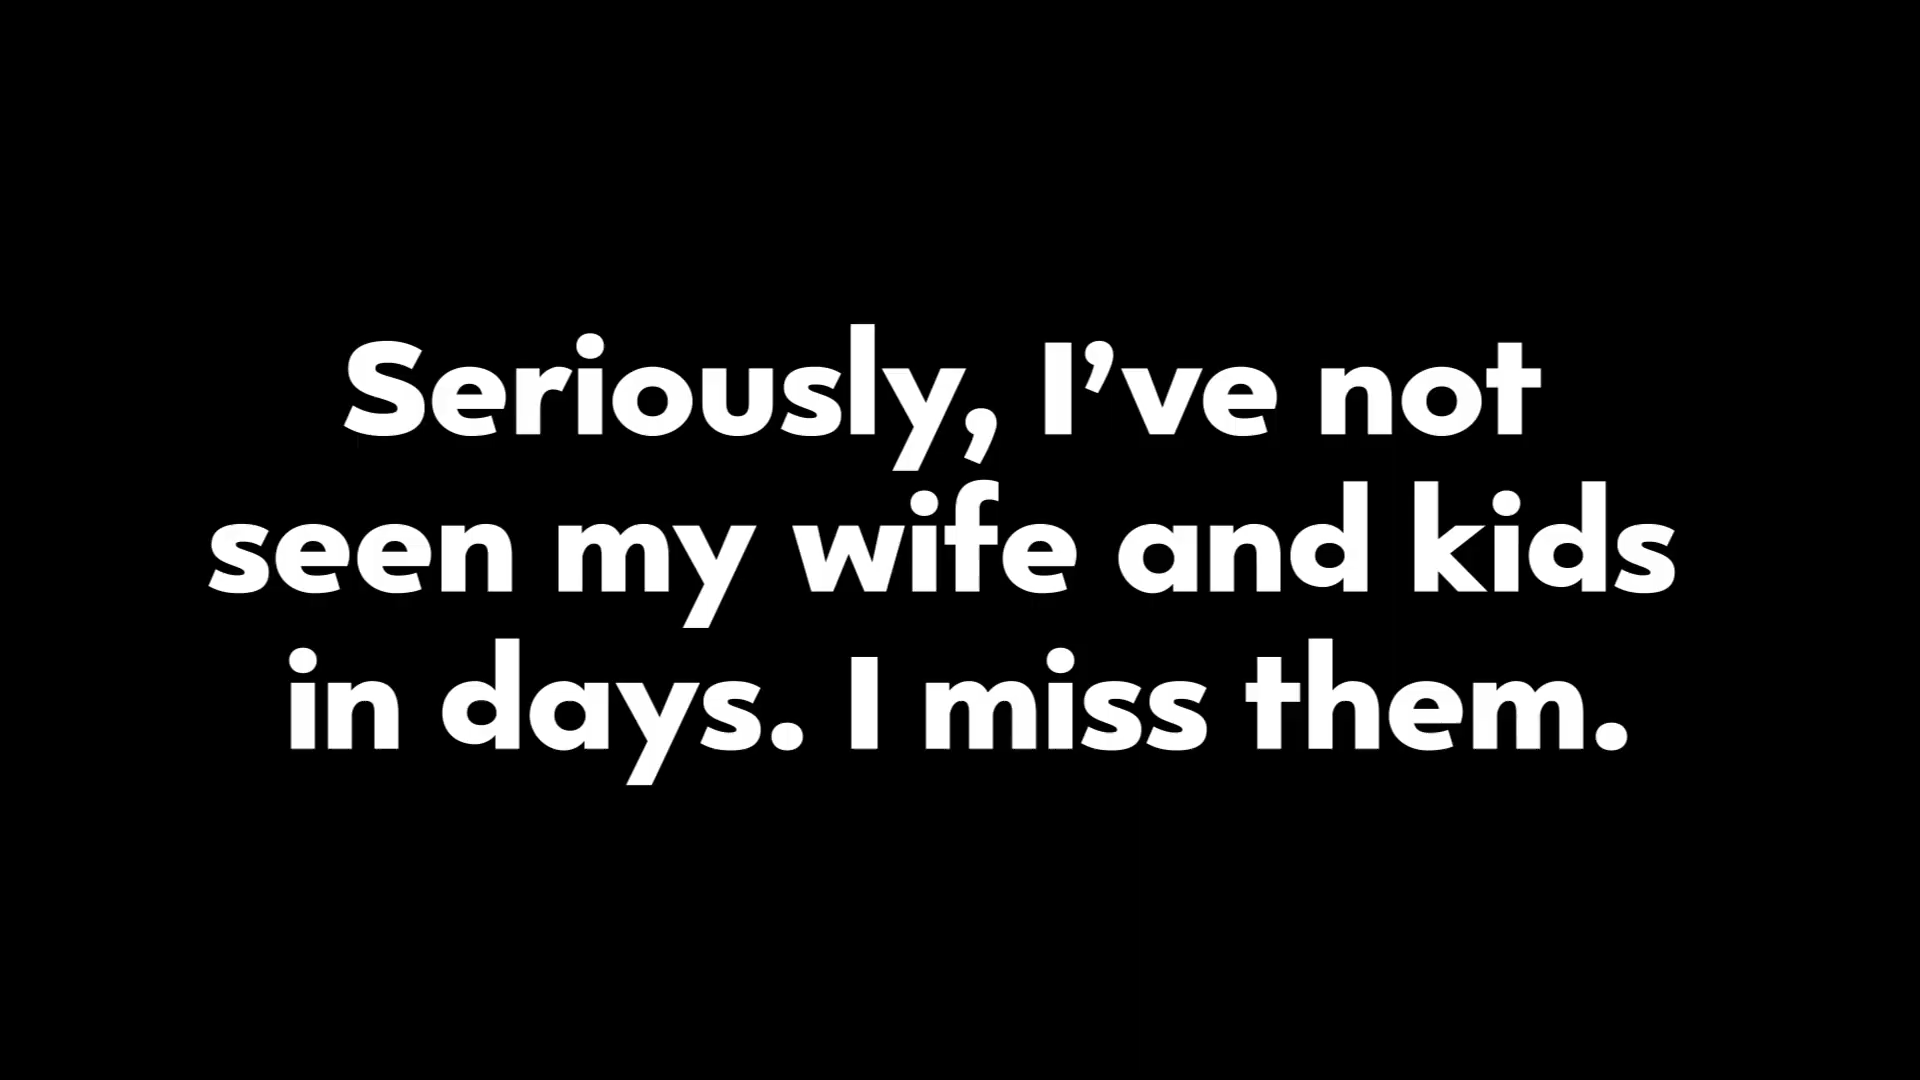 Seriously, I’ve not
seen my wife and kids
in days. I miss them.